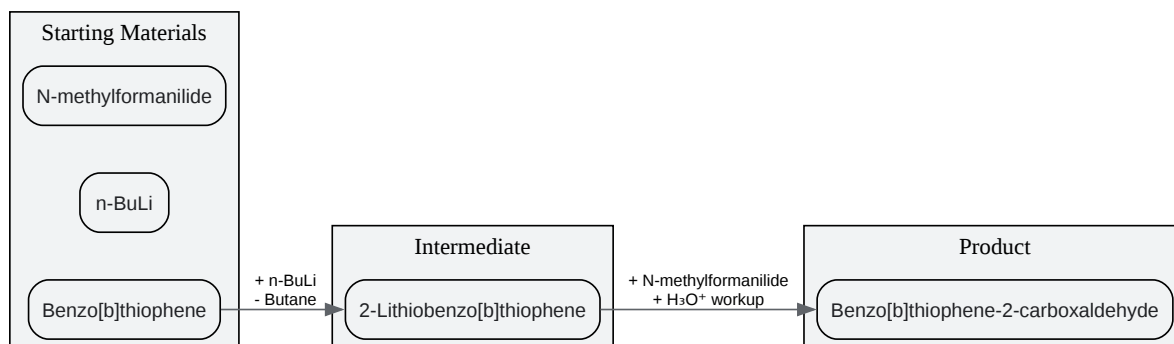 Starting Materials
N-methylformanilide
n-BuLi
Benzo[b]thiophene
+ n-BuLi
- Butane
Intermediate
2-Lithiobenzo[b]thiophene
+ N-methylformanilide
+ H₃O⁺ workup
Product
Benzo[b]thiophene-2-carboxaldehyde